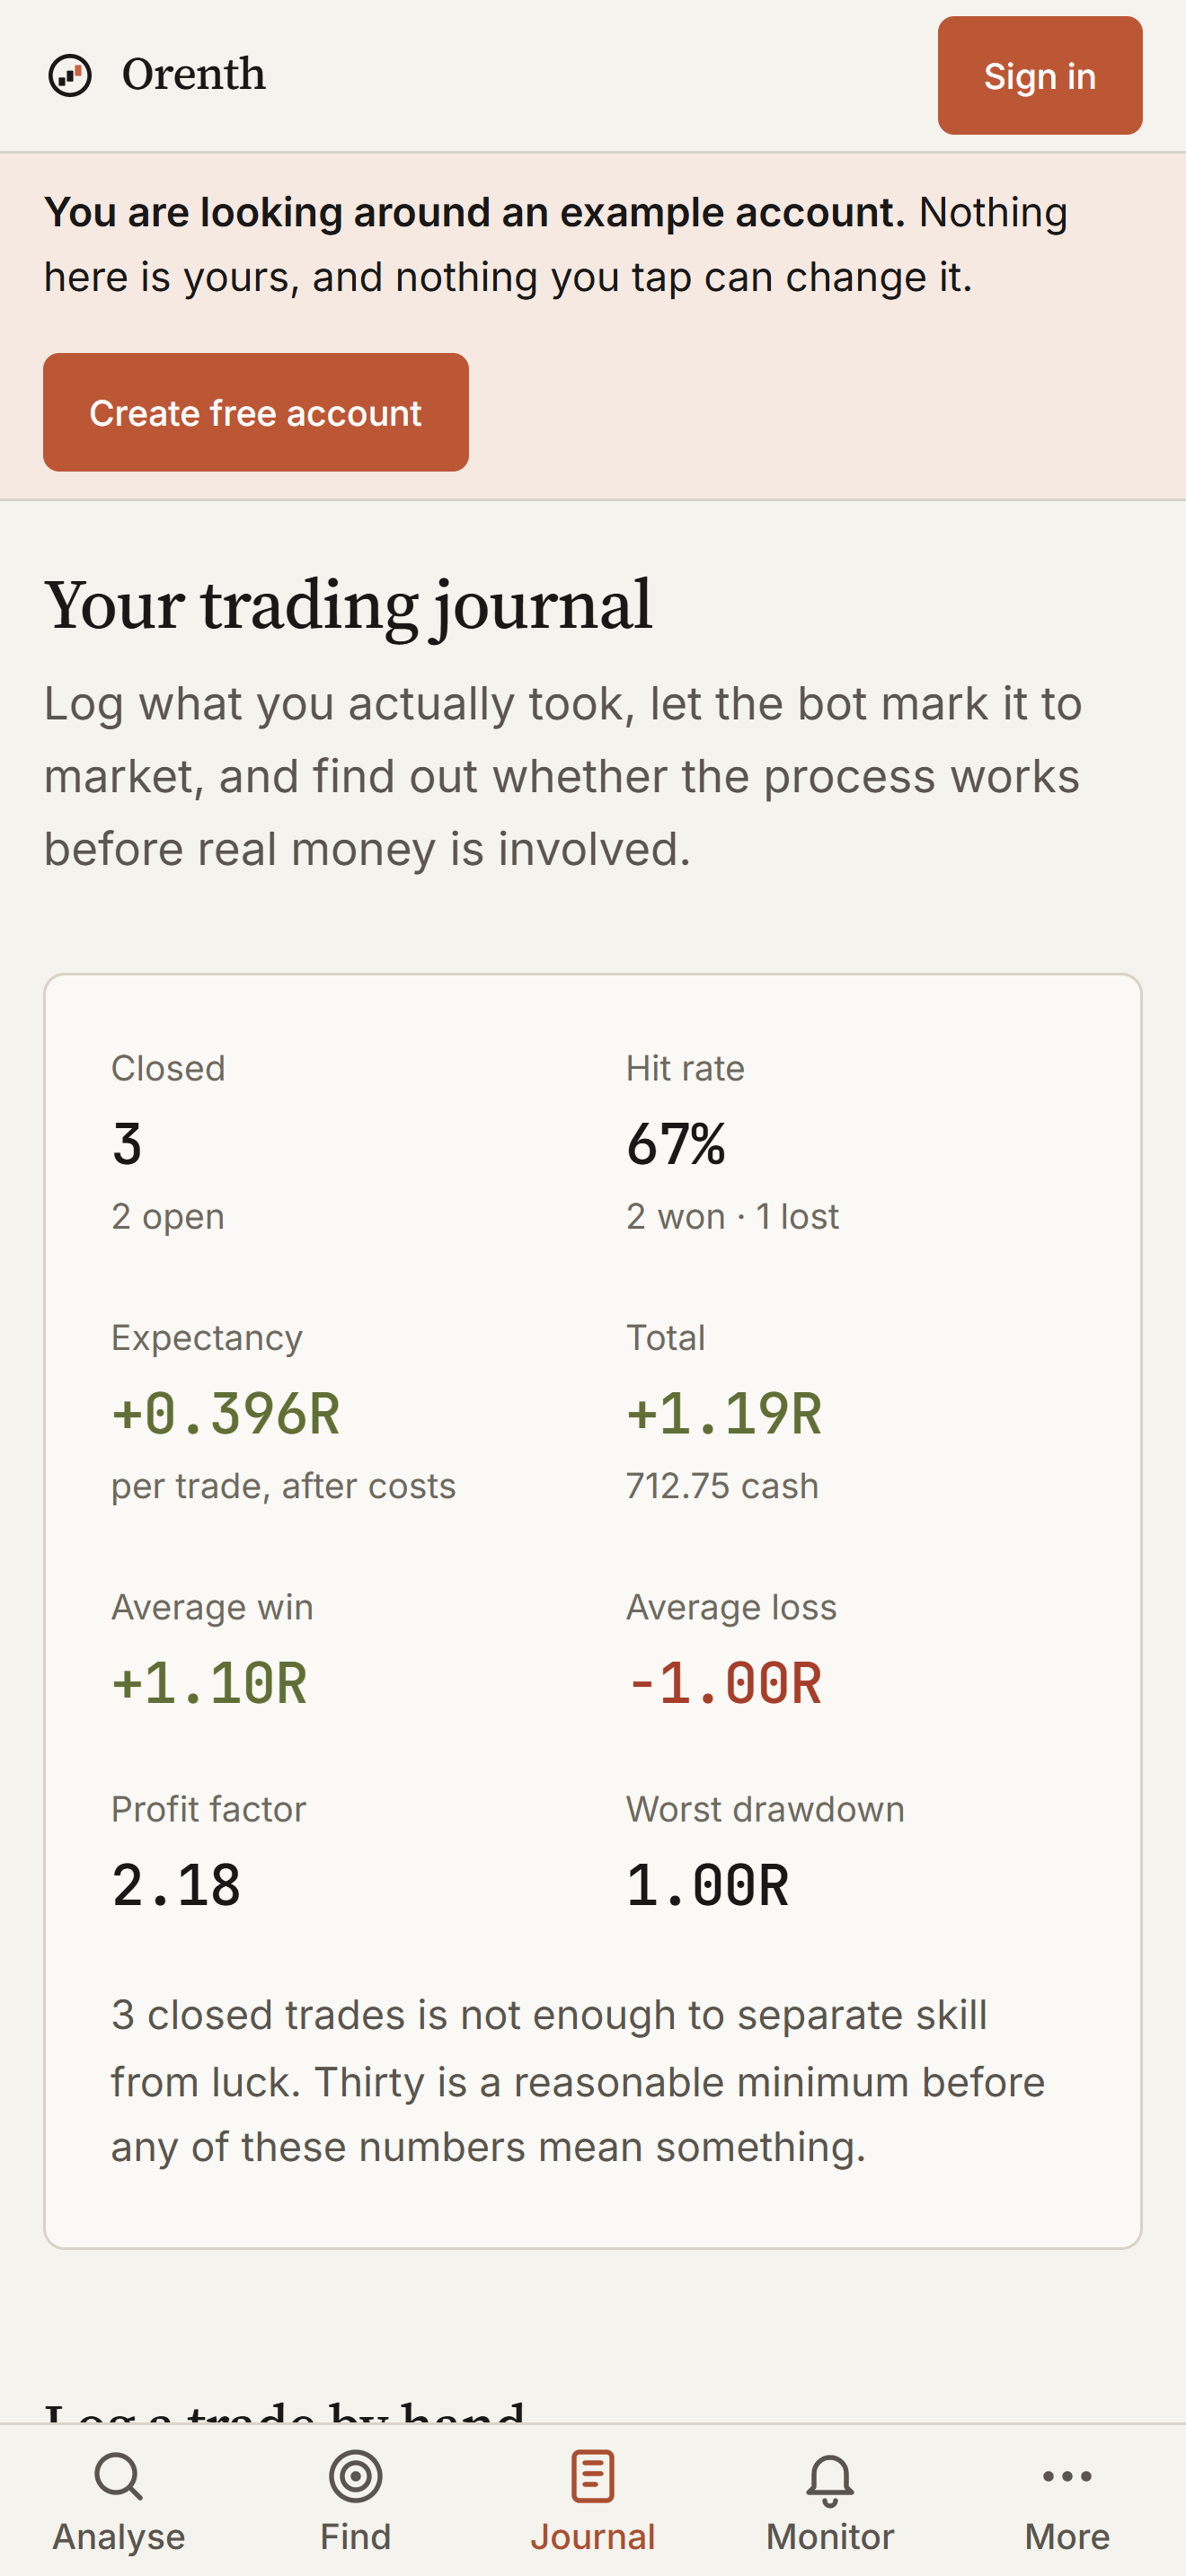 Orenth
Sign in
You are looking around an example account. Nothing
here is yours, and nothing you tap can change it.
Create free account
Your trading journal
Log what you actually took, let the bot mark it to
market, and find out whether the process works
before real money is involved.
Closed
3
2 open
Hit rate
67%
2 won · 1 lost
Expectancy
+0.396R
per trade, after costs
Total
+1.19R
712.75 cash
Average win
+1.10R
Average loss
-1.00R
Profit factor
2.18
Worst drawdown
1.00R
3 closed trades is not enough to separate skill
from luck. Thirty is a reasonable minimum before
any of these numbers mean something.
Log a trade by hand
Analyse
Find
Journal
Monitor
More